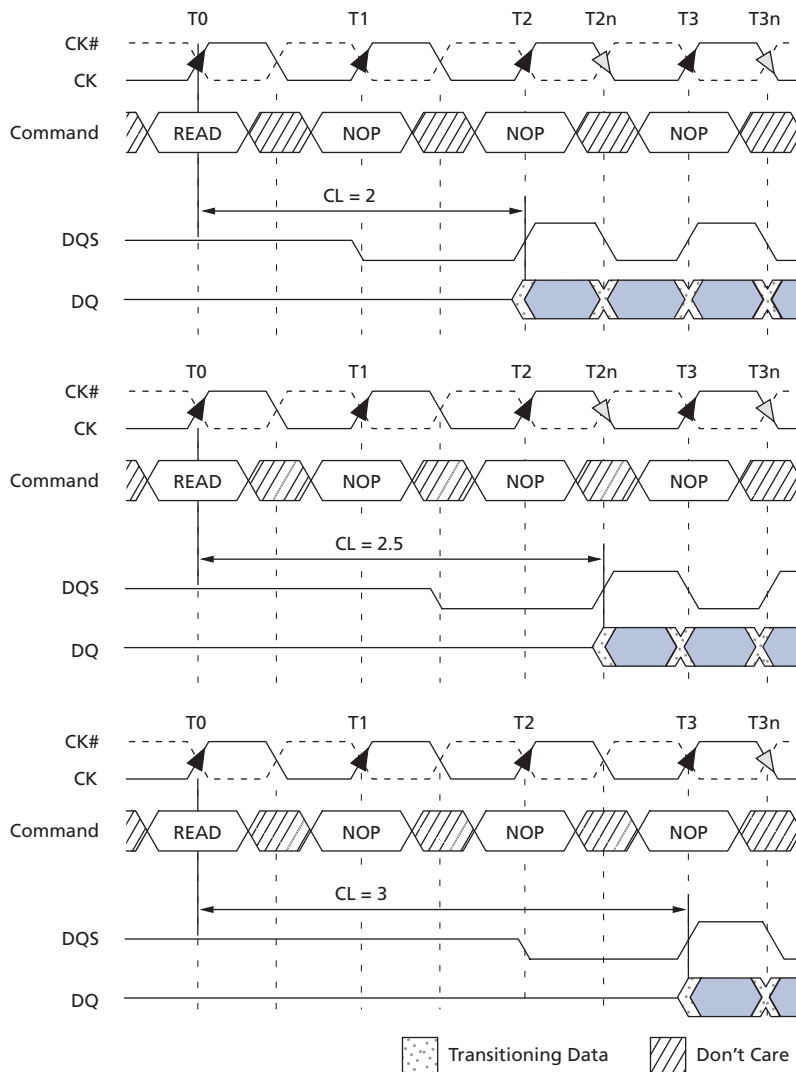 T0 T1 T2 T2n T3 T3n
CK#
CK
Command READ NOP NOP NOP
CL = 2
DQS
DQ
T0 T1 T2 T2n T3 T3n
CK#
CK
Command READ NOP NOP NOP
CL = 2.5
DQS
DQ
T0 T1 T2 T3 T3n
CK#
CK
Command READ NOP NOP NOP
CL = 3
DQS
DQ
Transitioning Data Don't Care